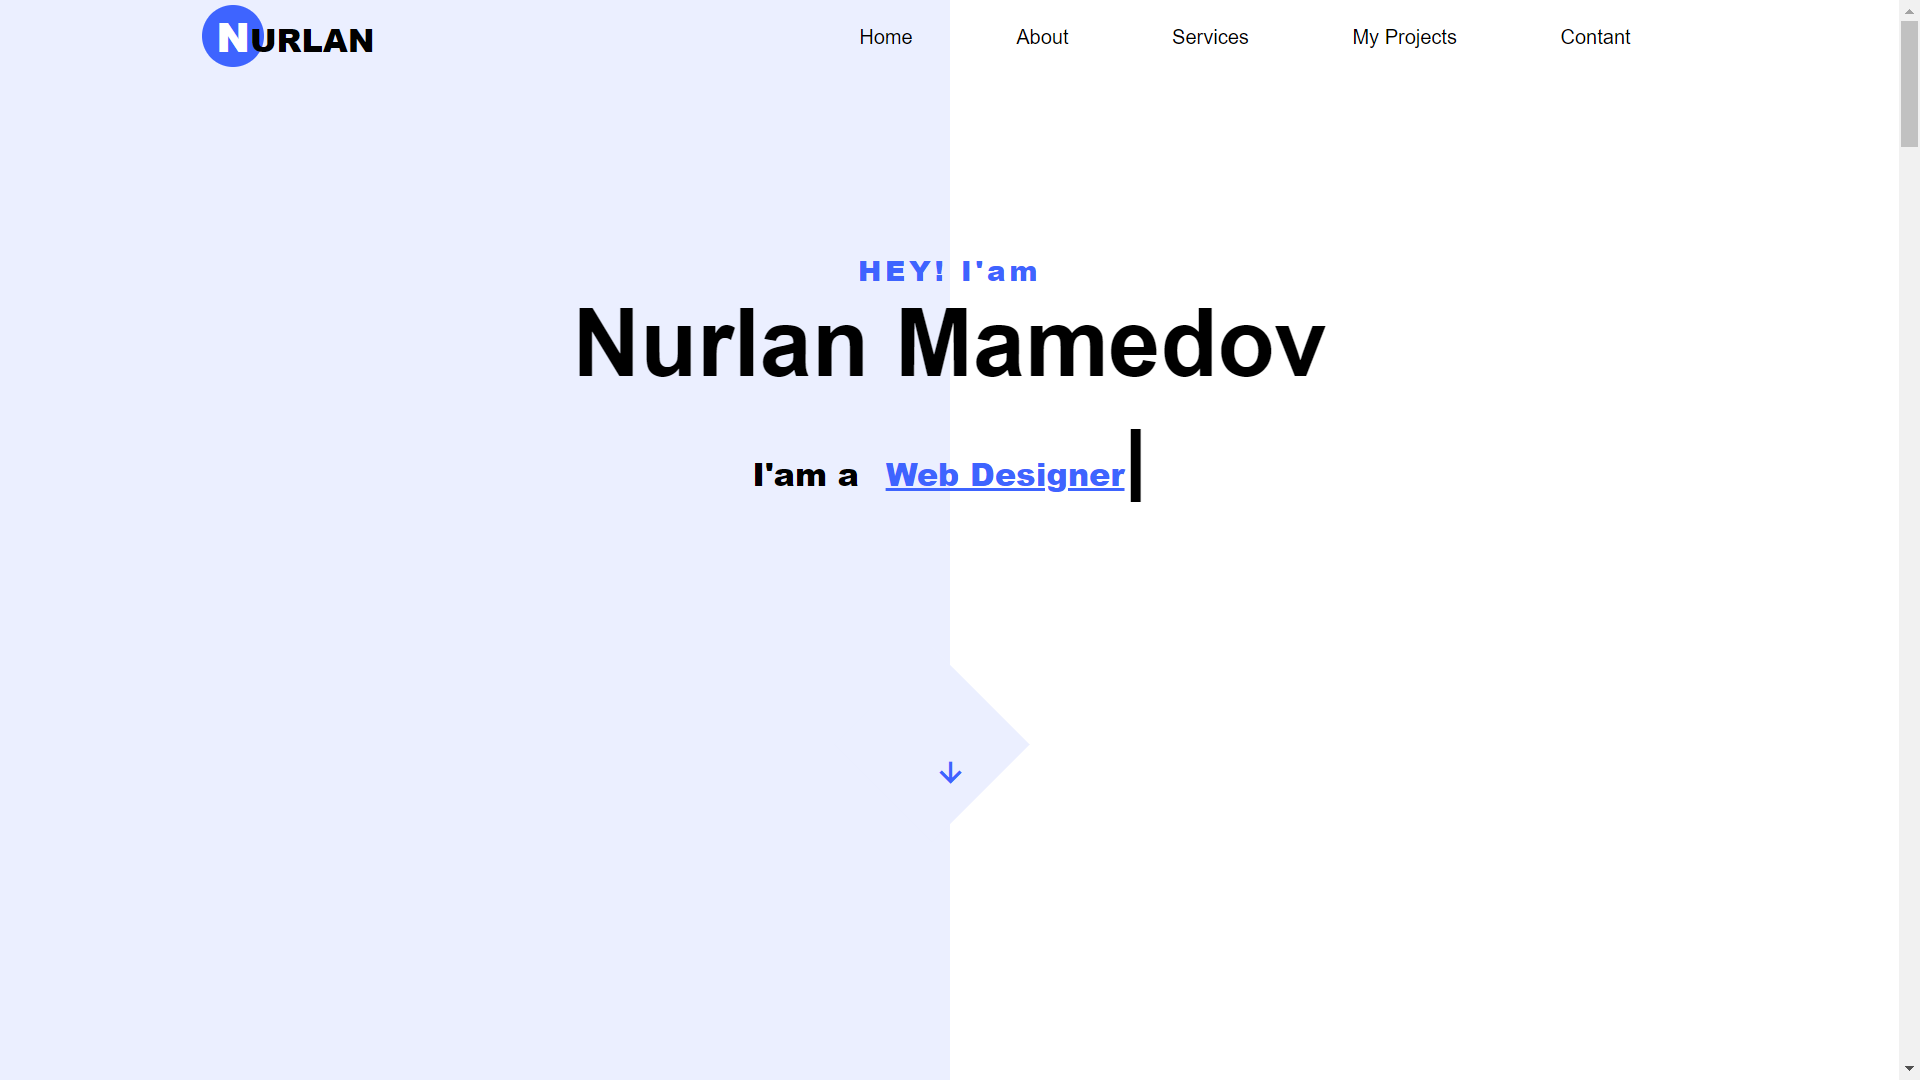 NURLAN
Home About Services My Projects Contant
HEY! I'am
Nurlan Mamedov
I'am a Web Designer